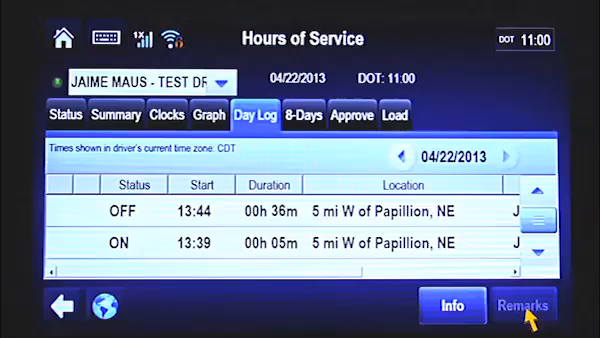 1X
Hours of Service
DOT 11:00
JAIME MAUS - TEST DR
04/22/2013
DOT: 11:00
Status Summary Clocks Graph Day Log 8-Days Approve Load
Times shown in driver's current time zone: CDT
04/22/2013
Status Start Duration Location
OFF 13:44 00h 36m 5 mi W of Papillion, NE J
ON 13:39 00h 05m 5 mi W of Papillion, NE J
Info
Remarks